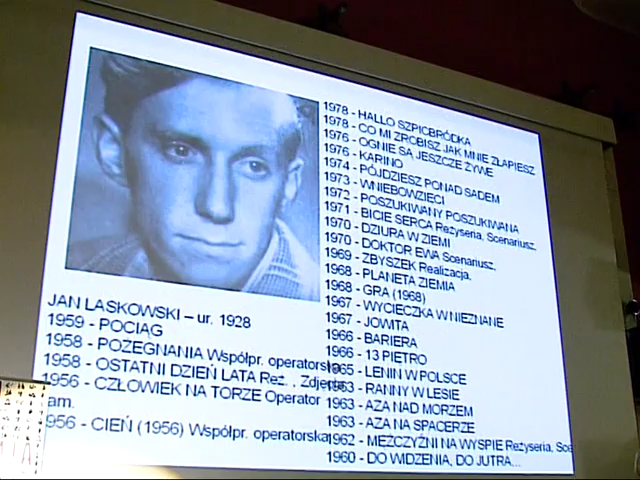 JAN LASKOWSKI – ur. 1928
1959 - POCIĄG
1958 - POŻEGNANIA Współpr. operatorska
1958 - OSTATNI DZIEŃ LATA Reż. , Zdjęcia
1956 - CZŁOWIEK NA TORZE Operator
am.
956 - CIEŃ (1956) Współpr. operatorska
1978 - HALLO SZPICBRÓDKA
1978 - CO MI ZROBISZ JAK MNIE ZŁAPIESZ
1976 - OGNIE SĄ JESZCZE ŻYWE
1976 - KARINO
1974 - PÓJDZIESZ PONAD SADEM
1973 - WNIEBOWZIĘCI
1972 - POSZUKIWANY POSZUKIWANA
1971 - BICIE SERCA Reżyseria, Scenariusz,
1970 - DZIURA W ZIEMI
1970 - DOKTOR EWA Scenariusz,
1969 - ZBYSZEK Realizacja,
1968 - PLANETA ZIEMIA
1968 - GRA (1968)
1967 - WYCIECZKA W NIEZNANE
1967 - JOWITA
1966 - BARIERA
1966 - 13 PIĘTRO
1965 - LENIN W POLSCE
1963 - RANNY W LESIE
1963 - AZA NAD MORZEM
1963 - AZA NA SPACERZE
1962 - MĘŻCZYŹNI NA WYSPIE Reżyseria, Sce
1960 - DO WIDZENIA, DO JUTRA...